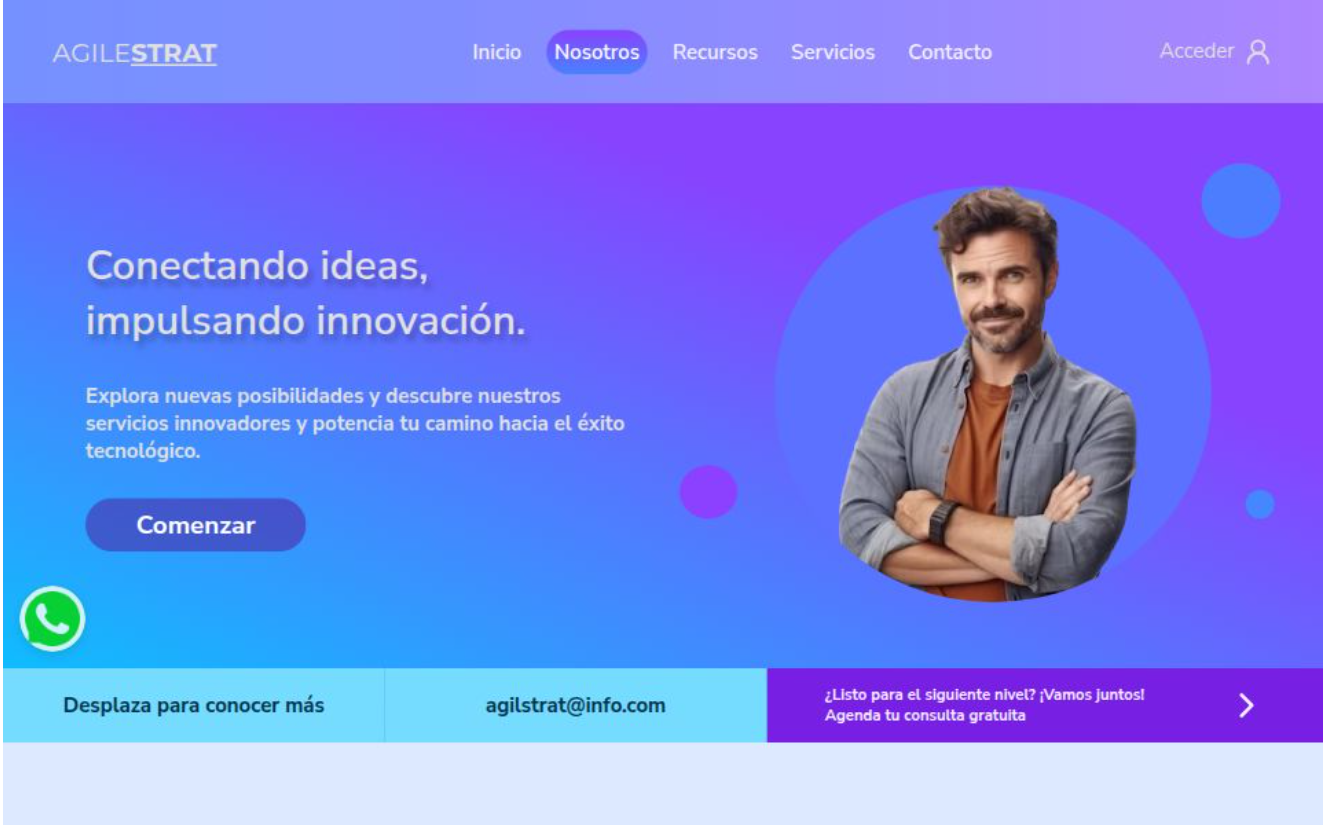 AGILESTRAT
Inicio Nosotros Recursos Servicios Contacto
Acceder
Conectando ideas,
impulsando innovación.
Explora nuevas posibilidades y descubre nuestros
servicios innovadores y potencia tu camino hacia el éxito
tecnológico.
Comenzar
Desplaza para conocer más
agilstrat@info.com
¿Listo para el siguiente nivel? ¡Vamos juntos!
Agenda tu consulta gratuita